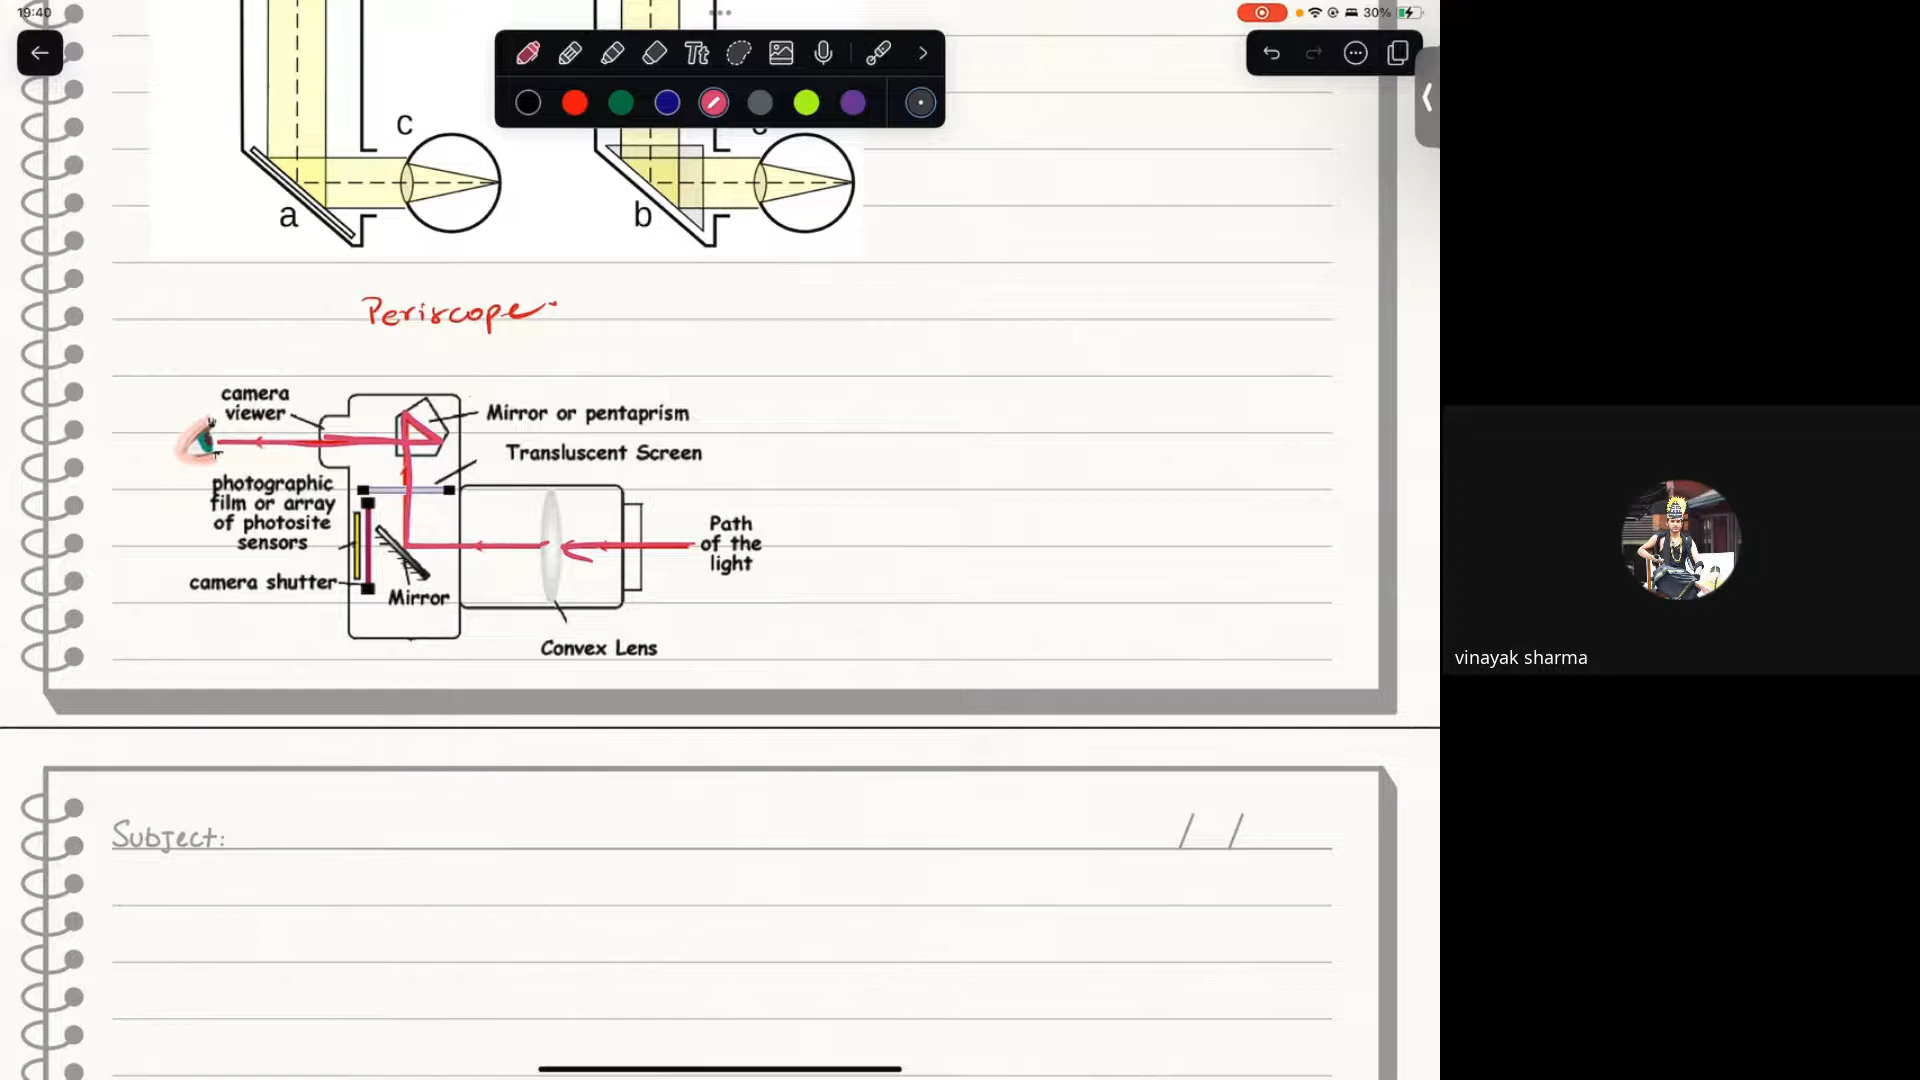 19:40
30%
Tt
c
a
b
Periscope
camera
viewer
Mirror or pentaprism
Transluscent Screen
photographic
film or array
of photosite
sensors
Path
of the
light
camera shutter
Mirror
Convex Lens
vinayak sharma
Subject:
/ /